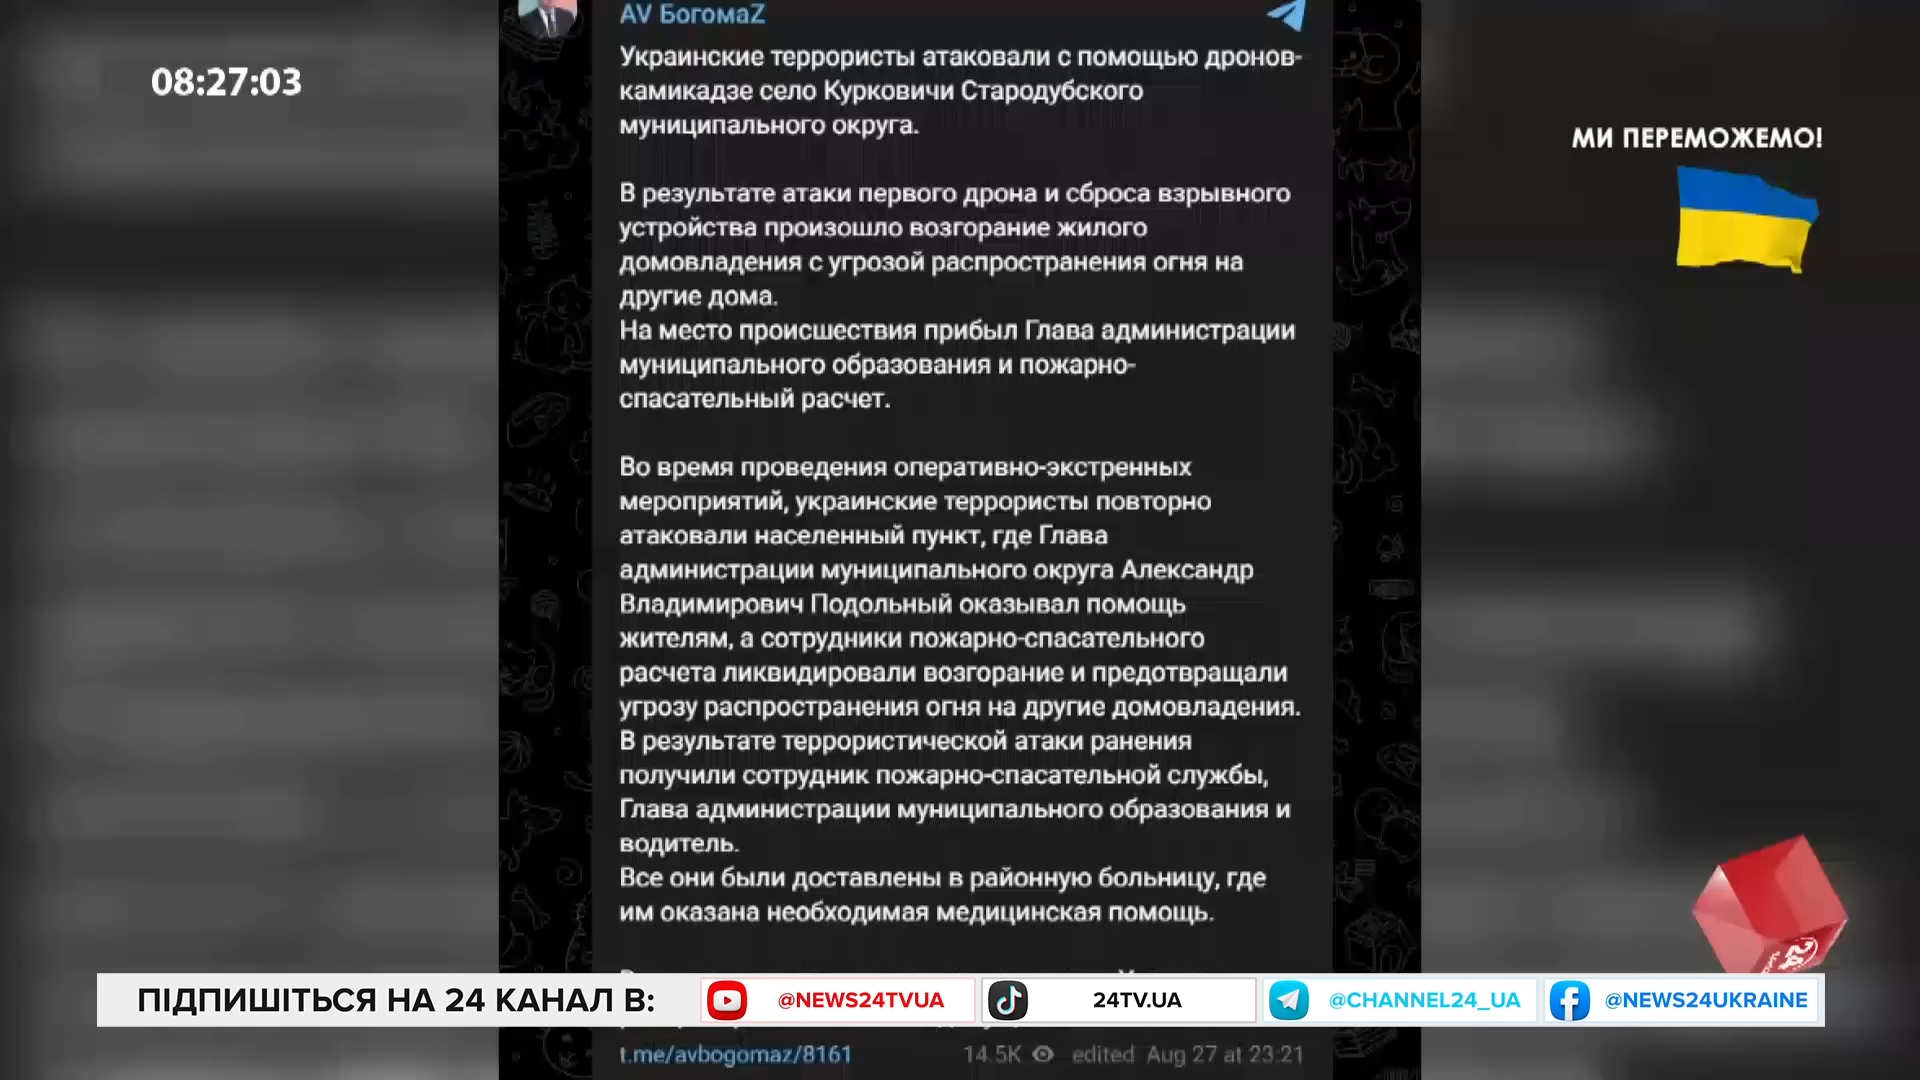 AV БогомаZ
08:27:03
Украинские террористы атаковали с помощью дронов-
камикадзе село Курковичи Стародубского
муниципального округа.
МИ ПЕРЕМОЖЕМО!
В результате атаки первого дрона и сброса взрывного
устройства произошло возгорание жилого
домовладения с угрозой распространения огня на
другие дома.
На место происшествия прибыл Глава администрации
муниципального образования и пожарно-
спасательный расчет.
Во время проведения оперативно-экстренных
мероприятий, украинские террористы повторно
атаковали населенный пункт, где Глава
администрации муниципального округа Александр
Владимирович Подольный оказывал помощь
жителям, а сотрудники пожарно-спасательного
расчета ликвидировали возгорание и предотвращали
угрозу распространения огня на другие домовладения.
В результате террористической атаки ранения
получили сотрудник пожарно-спасательной службы,
Глава администрации муниципального образования и
водитель.
Все они были доставлены в районную больницу, где
им оказана необходимая медицинская помощь.
24
ПІДПИШІТЬСЯ НА 24 КАНАЛ В: @NEWS24TVUA 24TV.UA @CHANNEL24_UA @NEWS24UKRAINE
t.me/avbogomaz/8161 14.5K edited Aug 27 at 23:21